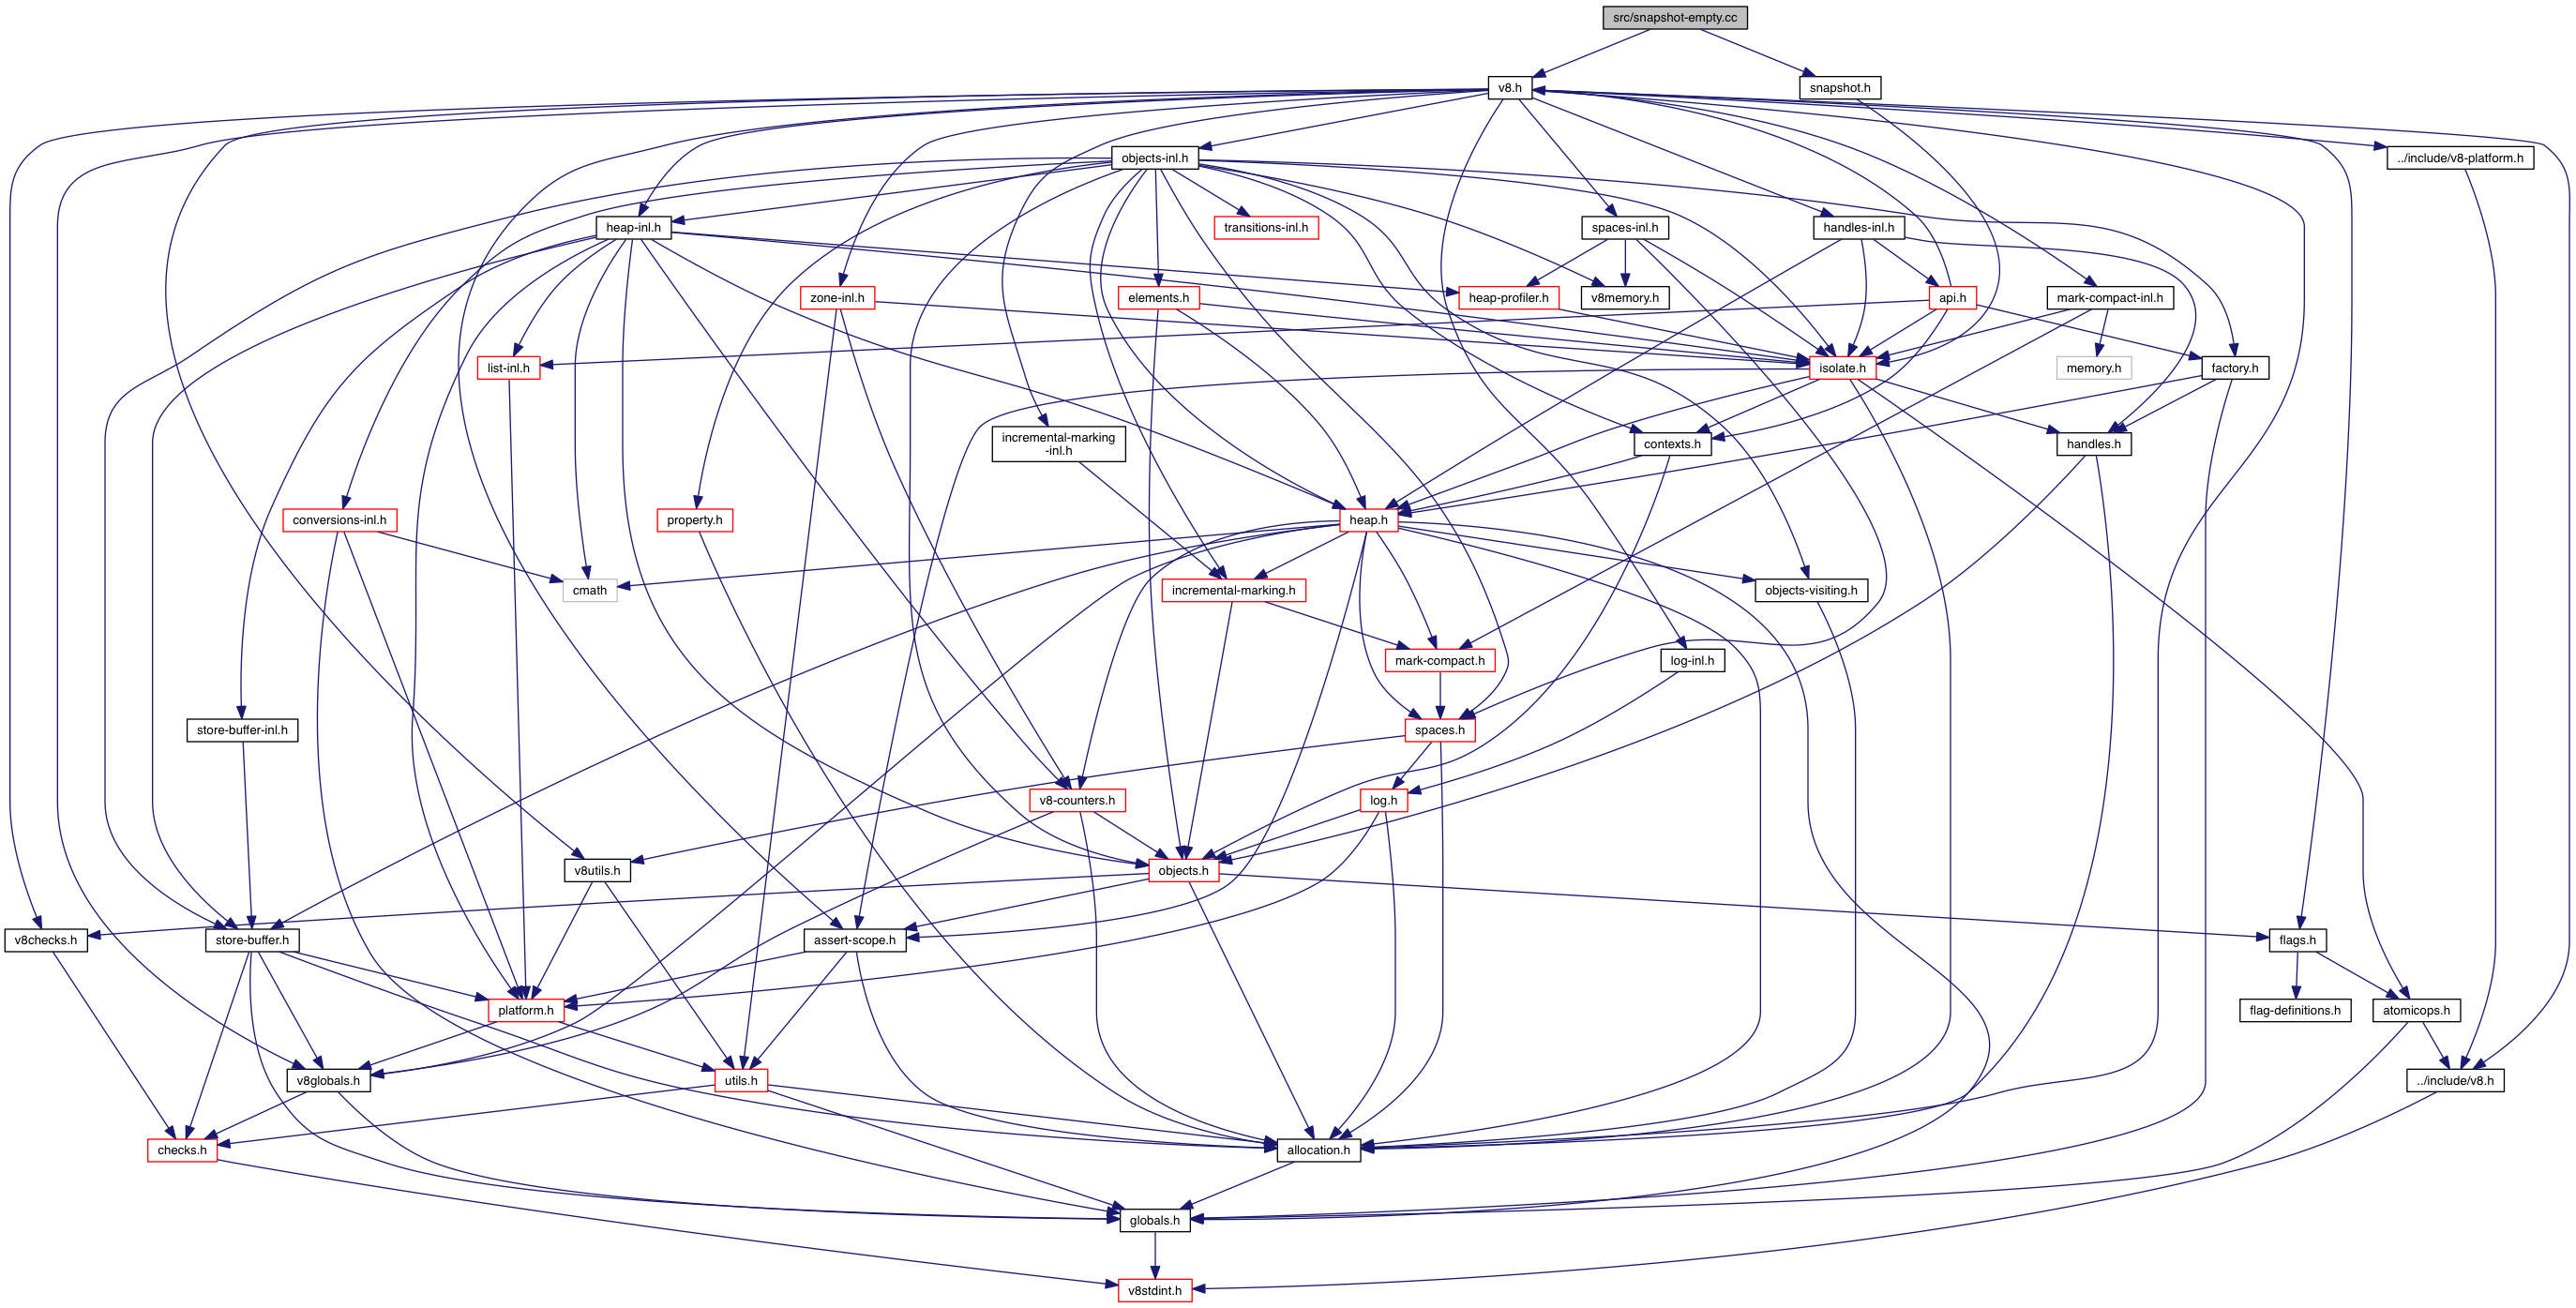 src/snapshot-empty.cc
v8.h
snapshot.h
objects-inl.h
../include/v8-platform.h
heap-inl.h
transitions-inl.h
spaces-inl.h
handles-inl.h
zone-inl.h
elements.h
heap-profiler.h
v8memory.h
api.h
mark-compact-inl.h
list-inl.h
isolate.h
memory.h
factory.h
incremental-marking
-inl.h
contexts.h
handles.h
conversions-inl.h
property.h
heap.h
cmath
incremental-marking.h
objects-visiting.h
mark-compact.h
log-inl.h
store-buffer-inl.h
spaces.h
v8-counters.h
log.h
v8utils.h
objects.h
v8checks.h
store-buffer.h
assert-scope.h
flags.h
platform.h
flag-definitions.h
atomicops.h
v8globals.h
utils.h
../include/v8.h
checks.h
allocation.h
globals.h
v8stdint.h